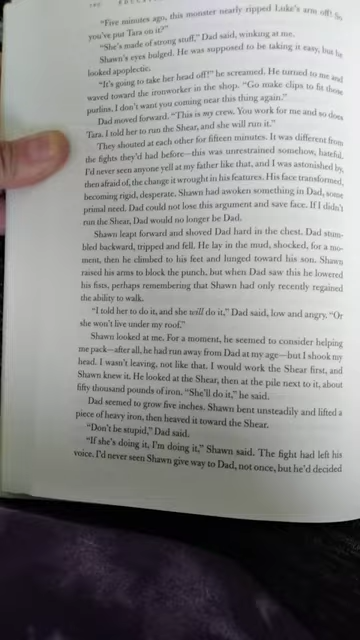 "Five minutes ago, this monster nearly ripped Luke's arm off! So
you've put Tara on it?"
"She's made of strong stuff," Dad said, winking at me.
Shawn's eyes bulged. He was supposed to be taking it easy, but he
looked apoplectic.
"It's going to take her head off!" he screamed. He turned to me and
waved toward the ironworker in the shop. "Go make clips to fit those
purlins. I don't want you coming near this thing again."
Dad moved forward. "This is my crew. You work for me and so does
Tara. I told her to run the Shear, and she will run it."
They shouted at each other for fifteen minutes. It was different from
the fights they'd had before—this was unrestrained somehow, hateful.
I'd never seen anyone yell at my father like that, and I was astonished by,
then afraid of, the change it wrought in his features. His face transformed,
becoming rigid, desperate. Shawn had awoken something in Dad, some
primal need. Dad could not lose this argument and save face. If I didn't
run the Shear, Dad would no longer be Dad.
Shawn leapt forward and shoved Dad hard in the chest. Dad stum-
bled backward, tripped and fell. He lay in the mud, shocked, for a mo-
ment, then he climbed to his feet and lunged toward his son. Shawn
raised his arms to block the punch, but when Dad saw this he lowered
his fists, perhaps remembering that Shawn had only recently regained
the ability to walk.
"I told her to do it, and she will do it," Dad said, low and angry. "Or
she won't live under my roof."
Shawn looked at me. For a moment, he seemed to consider helping
me pack—after all, he had run away from Dad at my age—but I shook my
head. I wasn't leaving, not like that. I would work the Shear first, and
Shawn knew it. He looked at the Shear, then at the pile next to it, about
fifty thousand pounds of iron. "She'll do it," he said.
Dad seemed to grow five inches. Shawn bent unsteadily and lifted a
piece of heavy iron, then heaved it toward the Shear.
"Don't be stupid," Dad said.
"If she's doing it, I'm doing it," Shawn said. The fight had left his
voice. I'd never seen Shawn give way to Dad, not once, but he'd decided